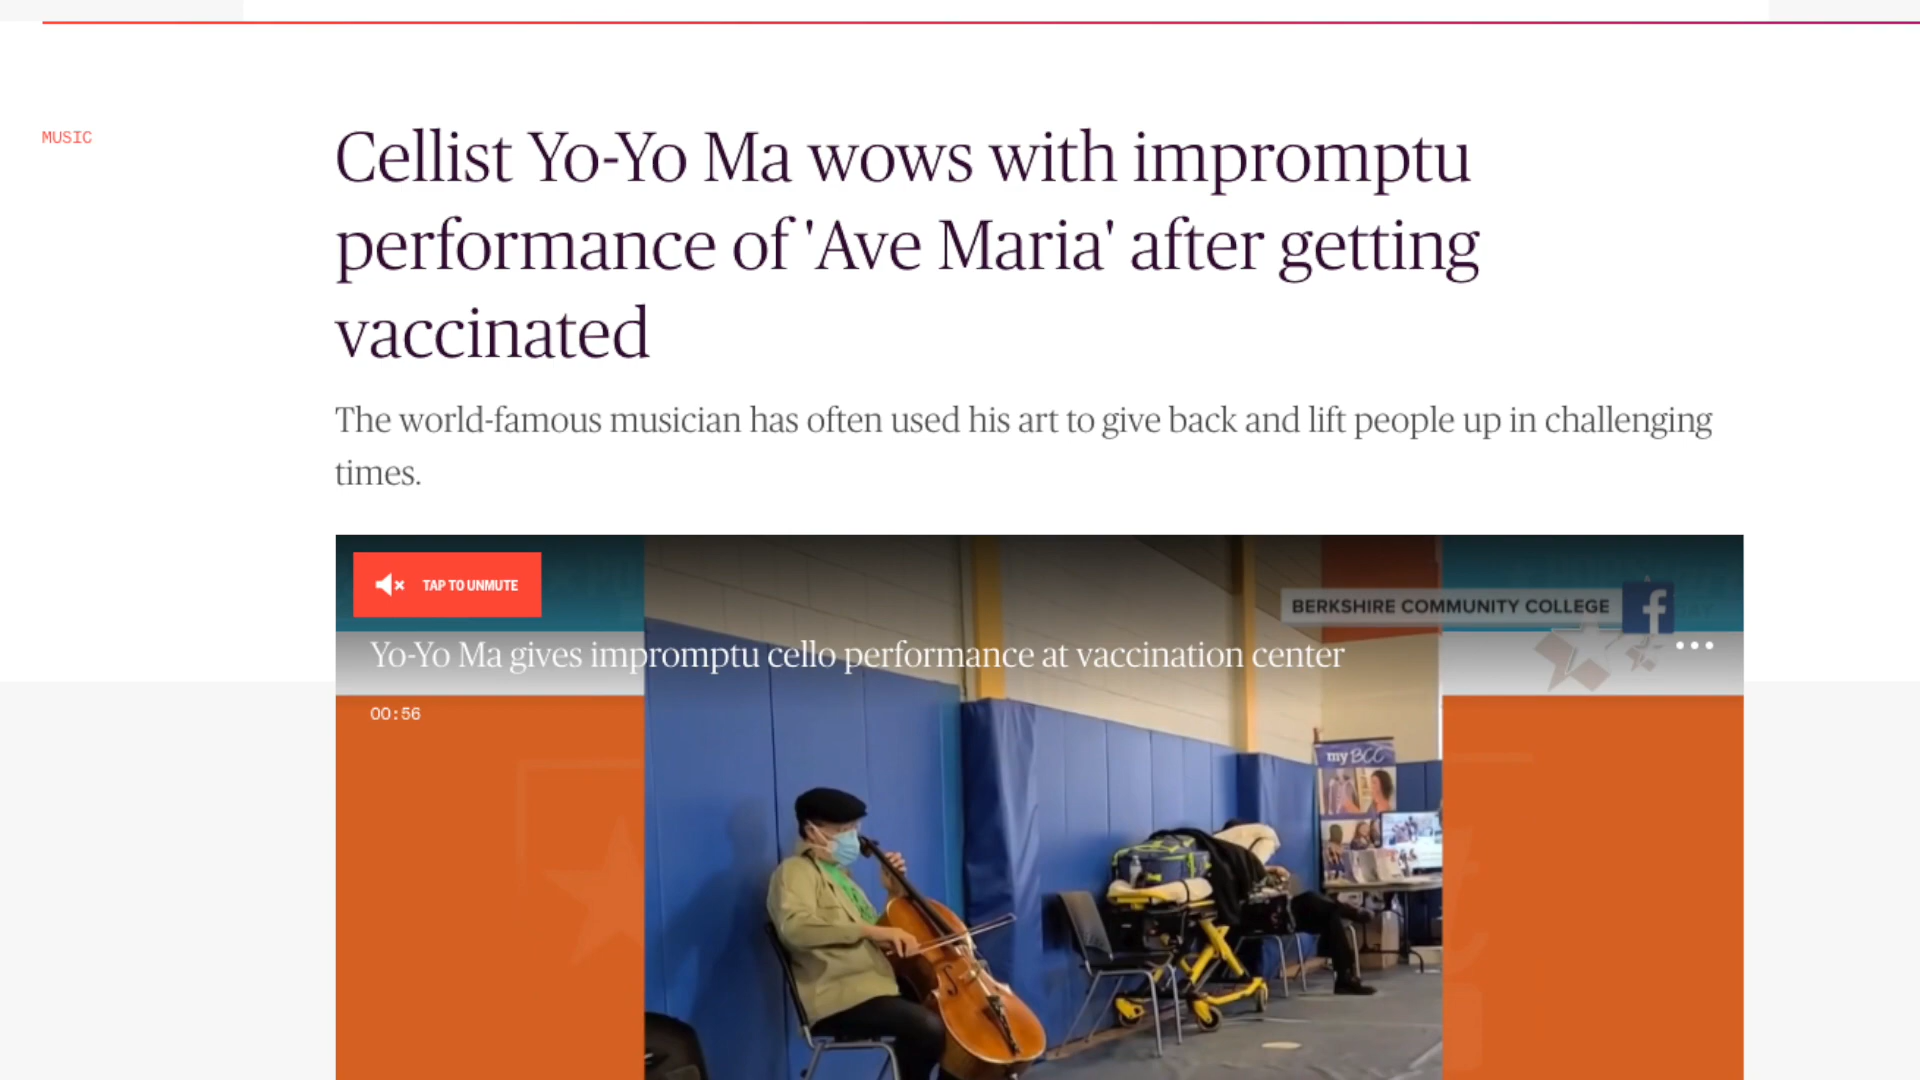 MUSIC
Cellist Yo-Yo Ma wows with impromptu
performance of 'Ave Maria' after getting
vaccinated
The world-famous musician has often used his art to give back and lift people up in challenging
times.
TAP TO UNMUTE
BERKSHIRE COMMUNITY COLLEGE f
Yo-Yo Ma gives impromptu cello performance at vaccination center
00:56
my BCC